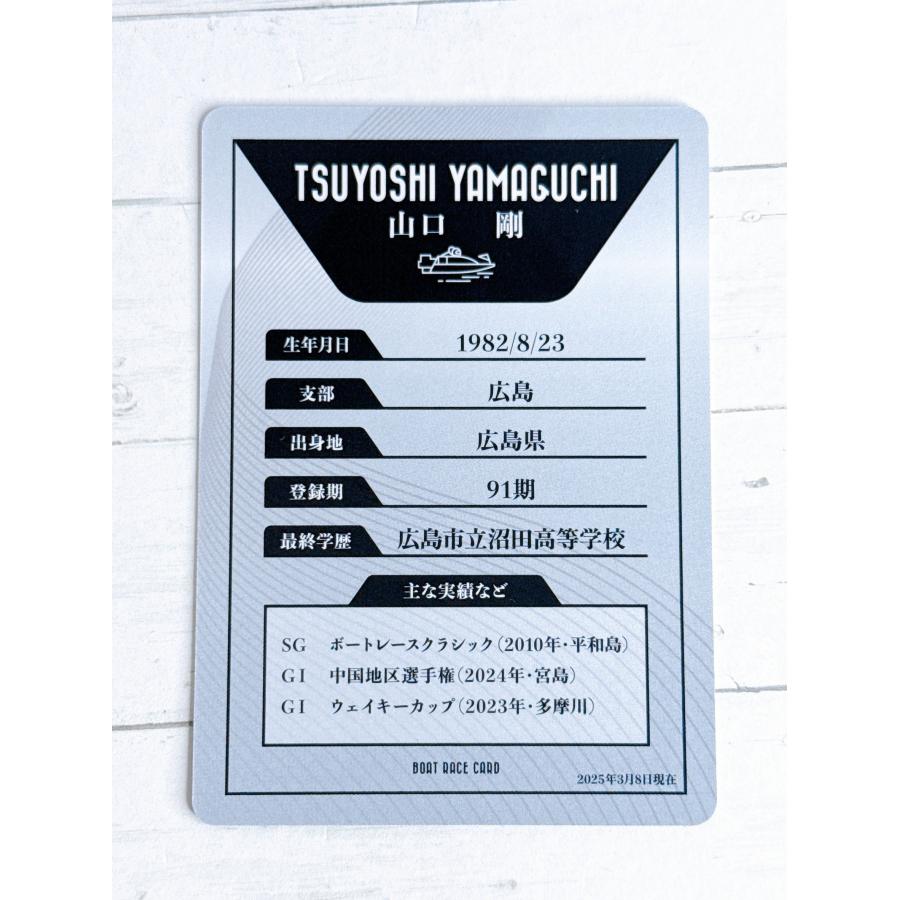 TSUYOSHI YAMAGUCHI
山口 剛
生年月日 1982/8/23
支部 広島
出身地 広島県
登録期 91期
最終学歴 広島市立沼田高等学校
主な実績など
SG ボートレースクラシック(2010年・平和島)
GI 中国地区選手権(2024年・宮島)
GI ウェイキーカップ(2023年・多摩川)
BOAT RACE CARD
2025年3月8日現在